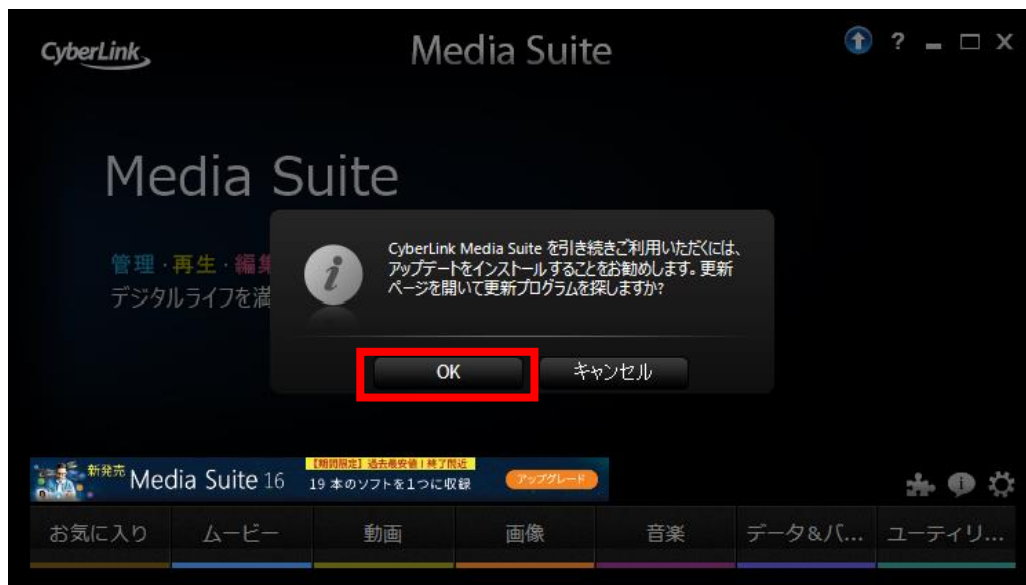 CyberLink
Media Suite
?
X
Media Suite
管理・再生・編集
デジタルライフを満
i
CyberLink Media Suite を引き続きご利用いただくには、
アップデートをインストールすることをお勧めします。更新
ページを開いて更新プログラムを探しますか?
OK
キャンセル
新発売
Media Suite 16
【期間限定】過去最安値!終了間近
19 本のソフトを1つに収録
アップグレード
お気に入り
ムービー
動画
画像
音楽
データ&バ...
ユーティリ...